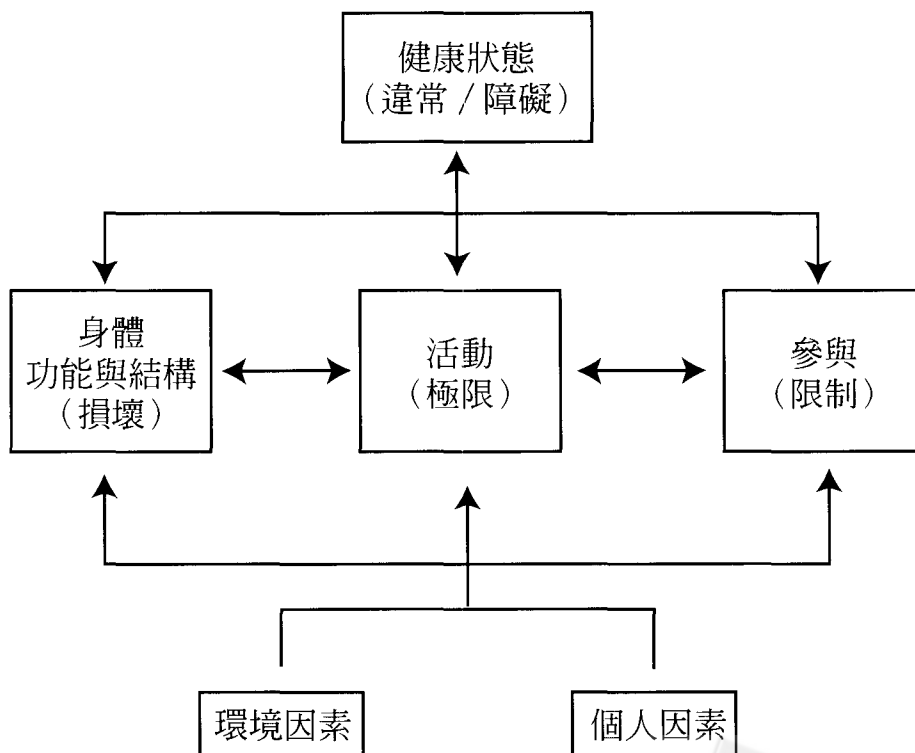 健康狀態
（違常／障礙）
身體
功能與結構
（損壞）
活動
（極限）
參與
（限制）
環境因素
個人因素